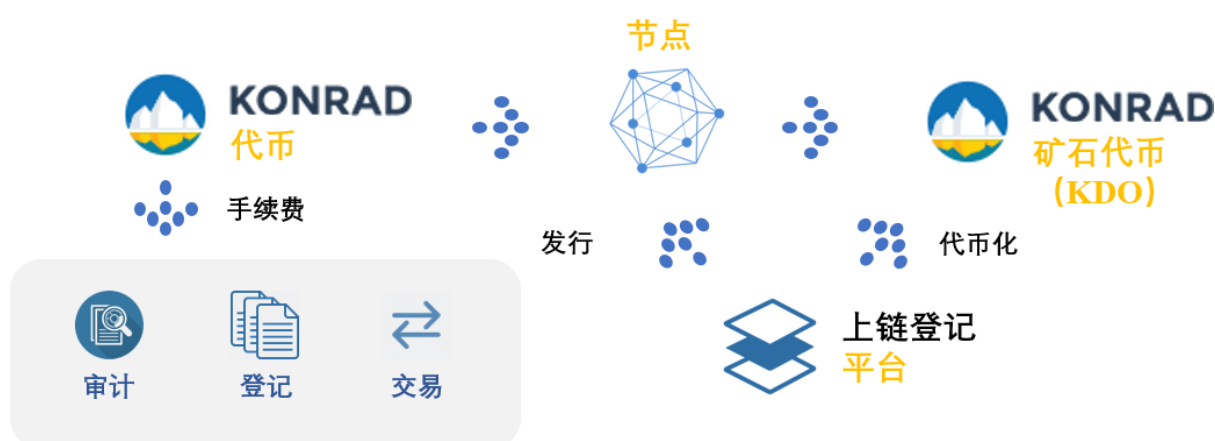 节点
KONRAD
代币
KONRAD
矿石代币
（KDO）
手续费
发行
代币化
上链登记
平台
审计
登记
交易